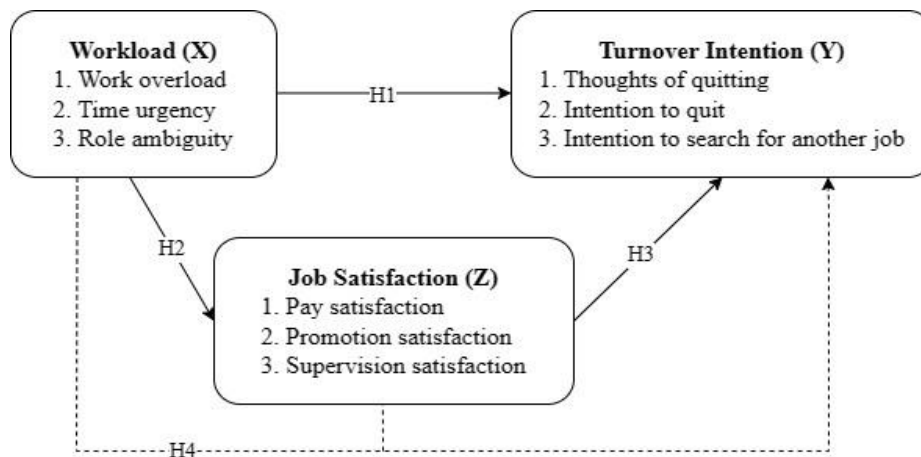 Workload (X)
1. Work overload
2. Time urgency
3. Role ambiguity
H1
Turnover Intention (Y)
1. Thoughts of quitting
2. Intention to quit
3. Intention to search for another job
H2
H3
Job Satisfaction (Z)
1. Pay satisfaction
2. Promotion satisfaction
3. Supervision satisfaction
H4